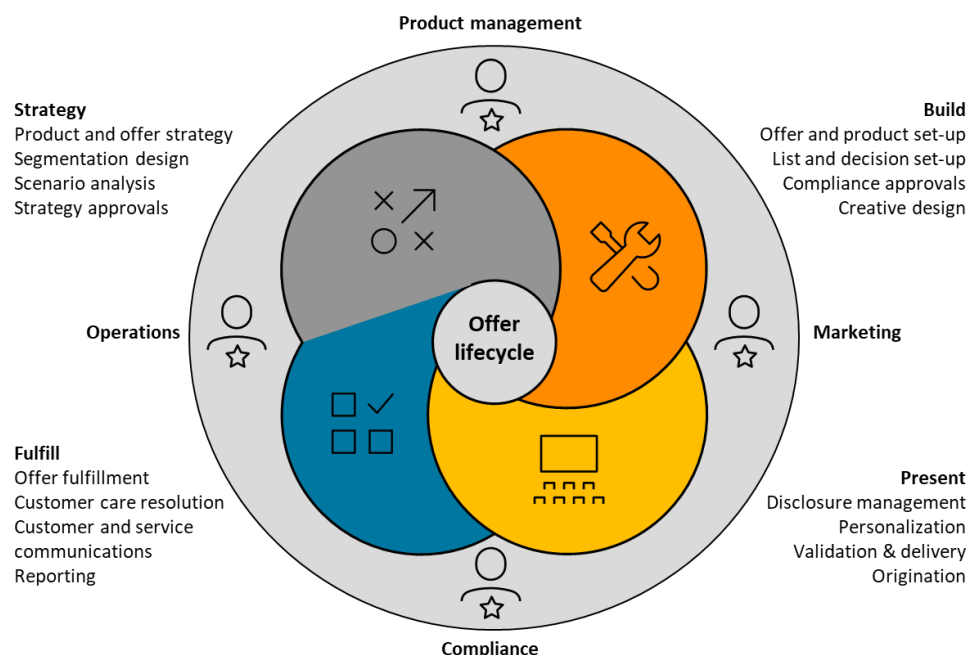 Product management
Strategy
Product and offer strategy
Segmentation design
Scenario analysis
Strategy approvals
Build
Offer and product set-up
List and decision set-up
Compliance approvals
Creative design
Operations
Offer
lifecycle
Marketing
Fulfill
Offer fulfillment
Customer care resolution
Customer and service
communications
Reporting
Present
Disclosure management
Personalization
Validation & delivery
Origination
Compliance